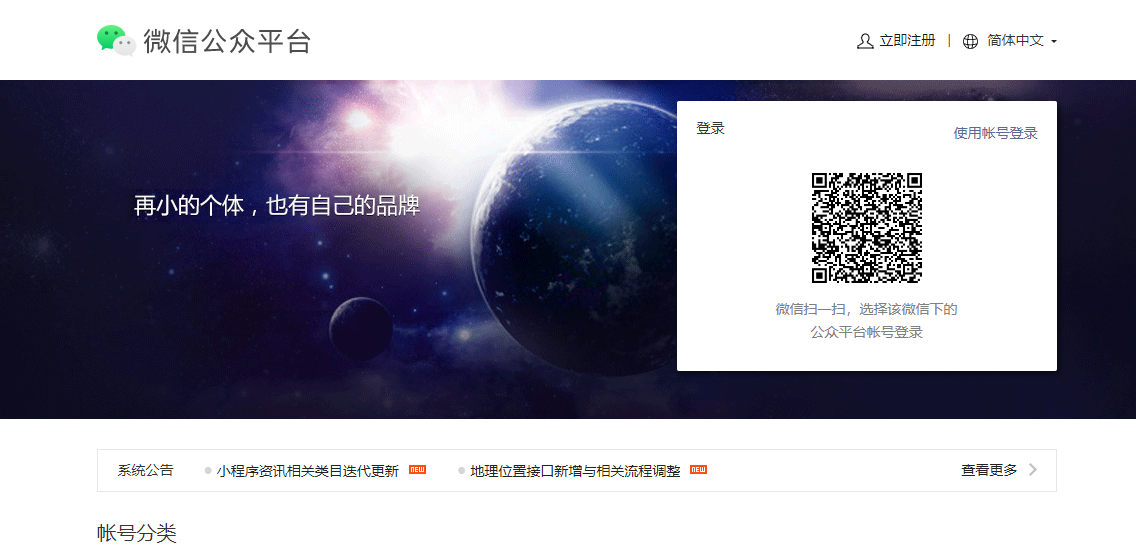 微信公众平台
立即注册 | 简体中文
再小的个体，也有自己的品牌
登录
使用帐号登录
微信扫一扫，选择该微信下的
公众平台帐号登录
系统公告 小程序资讯相关类目迭代更新 NEW 地理位置接口新增与相关流程调整 NEW 查看更多
帐号分类